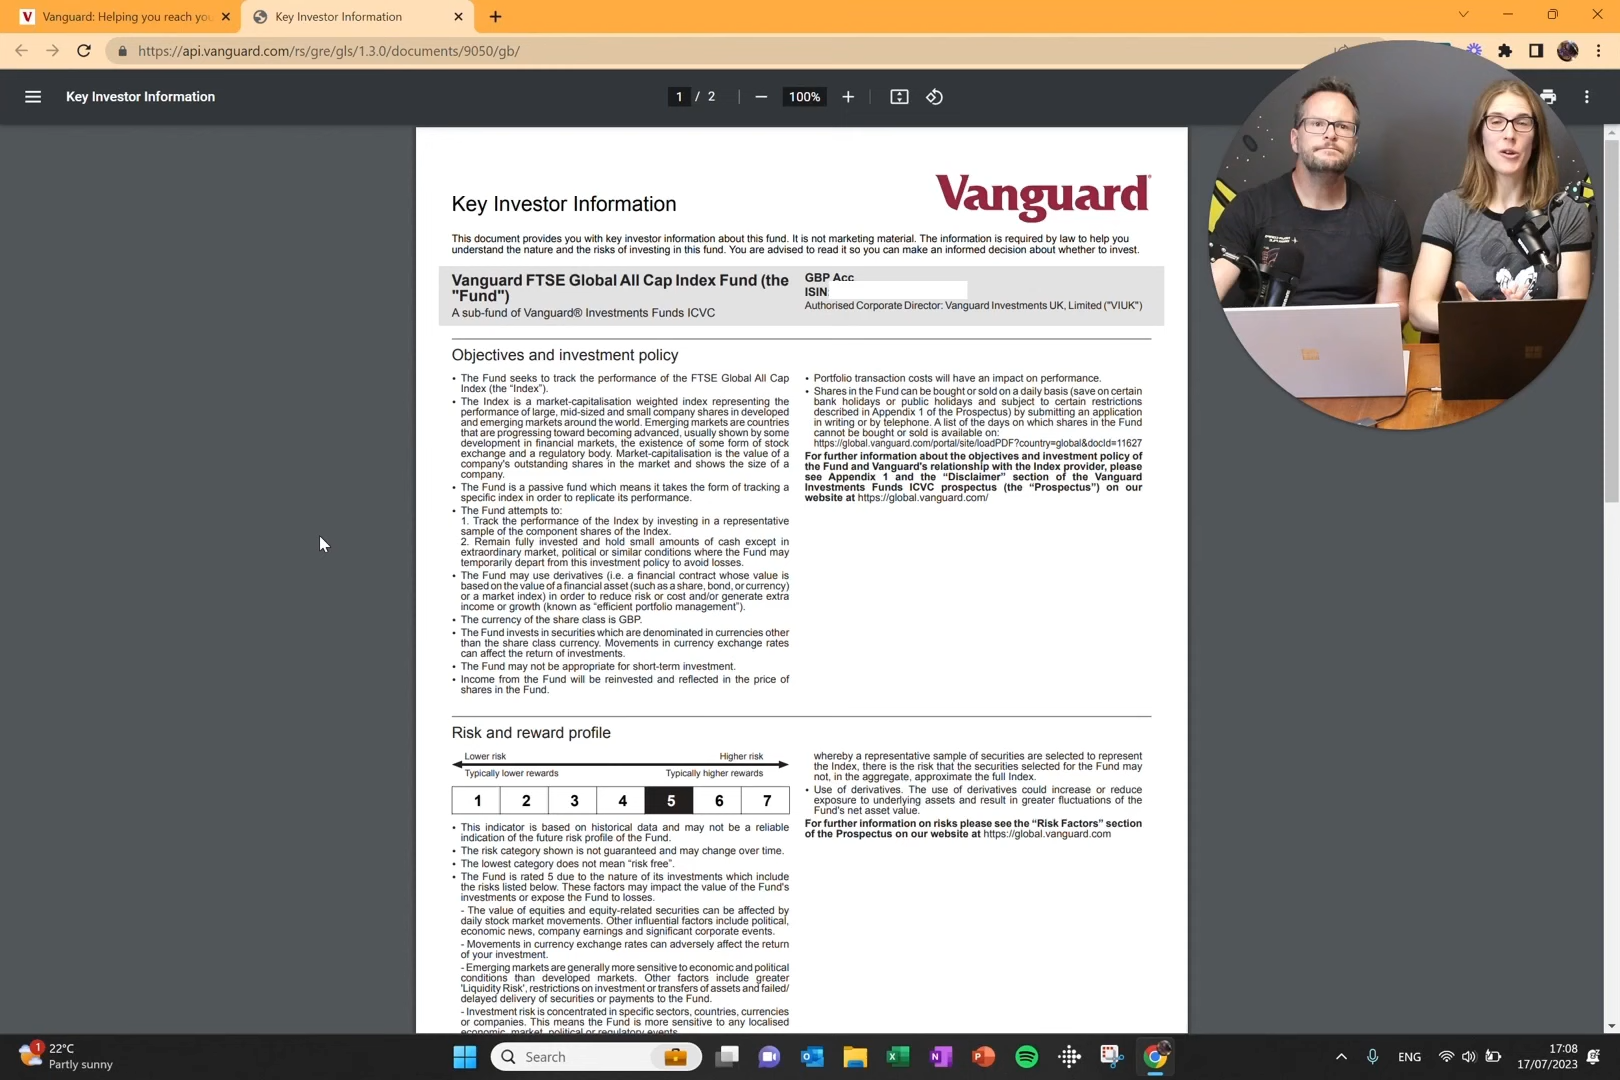 Vanguard: Helping you reach yo
Key Investor Information
https://api.vanguard.com/rs/gre/gls/1.3.0/documents/9050/gb/
Key Investor Information
1 / 2
100%
Vanguard
Key Investor Information
This document provides you with key investor information about this fund. It is not marketing material. The information is required by law to help you
understand the nature and the risks of investing in this fund. You are advised to read it so you can make an informed decision about whether to invest.
Vanguard FTSE Global All Cap Index Fund (the
"Fund")
A sub-fund of Vanguard® Investments Funds ICVC
GBP Acc
ISIN
Authorised Corporate Director: Vanguard Investments UK, Limited ("VIUK")
Objectives and investment policy
• The Fund seeks to track the performance of the FTSE Global All Cap
Index (the “Index”).
• The Index is a market-capitalisation weighted index representing the
performance of large, mid-sized and small company shares in developed
and emerging markets around the world. Emerging markets are countries
that are progressing toward becoming advanced, usually shown by some
development in financial markets, the existence of some form of stock
exchange and a regulatory body. Market-capitalisation is the value of a
company's outstanding shares in the market and shows the size of a
company.
• The Fund is a passive fund which means it takes the form of tracking a
specific index in order to replicate its performance.
• The Fund attempts to:
1. Track the performance of the Index by investing in a representative
sample of the component shares of the Index.
2. Remain fully invested and hold small amounts of cash except in
extraordinary market, political or similar conditions where the Fund may
temporarily depart from this investment policy to avoid losses.
• The Fund may use derivatives (i.e. a financial contract whose value is
based on the value of a financial asset (such as a share, bond, or currency)
or a market index) in order to reduce risk or cost and/or generate extra
income or growth (known as “efficient portfolio management”).
• The currency of the share class is GBP.
• The Fund invests in securities which are denominated in currencies other
than the share class currency. Movements in currency exchange rates
can affect the return of investments.
• The Fund may not be appropriate for short-term investment.
• Income from the Fund will be reinvested and reflected in the price of
shares in the Fund.
• Portfolio transaction costs will have an impact on performance.
• Shares in the Fund can be bought or sold on a daily basis (save on certain
bank holidays or public holidays and subject to certain restrictions
described in Appendix 1 of the Prospectus) by submitting an application
in writing or by telephone. A list of the days on which shares in the Fund
cannot be bought or sold is available on:
https://global.vanguard.com/portal/site/loadPDF?country=global&docId=11627
For further information about the objectives and investment policy of
the Fund and Vanguard's relationship with the Index provider, please
see Appendix 1 and the “Disclaimer” section of the Vanguard
Investments Funds ICVC prospectus (the “Prospectus”) on our
website at https://global.vanguard.com/
Risk and reward profile
Lower risk Higher risk
Typically lower rewards Typically higher rewards
1 2 3 4 5 6 7
• This indicator is based on historical data and may not be a reliable
indication of the future risk profile of the Fund.
• The risk category shown is not guaranteed and may change over time.
• The lowest category does not mean “risk free”.
• The Fund is rated 5 due to the nature of its investments which include
the risks listed below. These factors may impact the value of the Fund's
investments or expose the Fund to losses.
- The value of equities and equity-related securities can be affected by
daily stock market movements. Other influential factors include political,
economic news, company earnings and significant corporate events.
- Movements in currency exchange rates can adversely affect the return
of your investment.
- Emerging markets are generally more sensitive to economic and political
conditions than developed markets. Other factors include greater
'Liquidity Risk', restrictions on investment or transfers of assets and failed/
delayed delivery of securities or payments to the Fund.
- Investment risk is concentrated in specific sectors, countries, currencies
or companies. This means the Fund is more sensitive to any localised
economic, market, political or regulatory events.
whereby a representative sample of securities are selected to represent
the Index, there is the risk that the securities selected for the Fund may
not, in the aggregate, approximate the full Index.
• Use of derivatives. The use of derivatives could increase or reduce
exposure to underlying assets and result in greater fluctuations of the
Fund's net asset value.
For further information on risks please see the “Risk Factors” section
of the Prospectus on our website at https://global.vanguard.com
1
22°C
Partly sunny
Search
ENG
17:08
17/07/2023